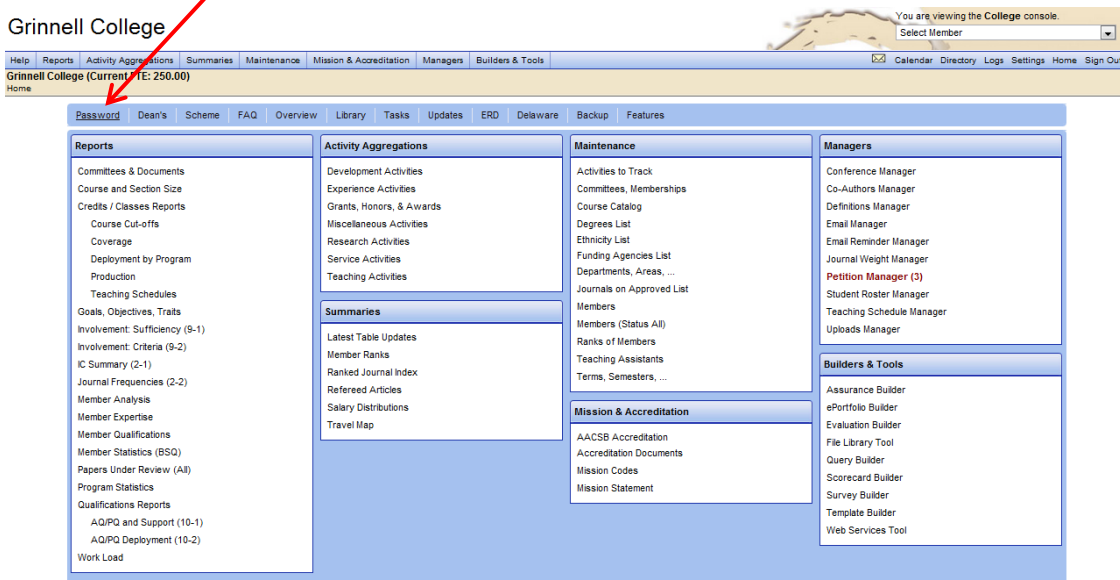 Grinnell College
You are viewing the College console.
Select Member
Help Reports Activity Aggregations Summaries Maintenance Mission & Accreditation Managers Builders & Tools Calendar Directory Logs Settings Home Sign Out
Grinnell College (Current FTE: 250.00)
Home
Password Dean's Scheme FAQ Overview Library Tasks Updates ERD Delaware Backup Features
Reports
Committees & Documents
Course and Section Size
Credits / Classes Reports
Course Cut-offs
Coverage
Deployment by Program
Production
Teaching Schedules
Goals, Objectives, Traits
Involvement: Sufficiency (9-1)
Involvement: Criteria (9-2)
IC Summary (2-1)
Journal Frequencies (2-2)
Member Analysis
Member Expertise
Member Qualifications
Member Statistics (BSQ)
Papers Under Review (All)
Program Statistics
Qualifications Reports
AQ/PQ and Support (10-1)
AQ/PQ Deployment (10-2)
Work Load
Activity Aggregations
Development Activities
Experience Activities
Grants, Honors, & Awards
Miscellaneous Activities
Research Activities
Service Activities
Teaching Activities
Summaries
Latest Table Updates
Member Ranks
Ranked Journal Index
Refereed Articles
Salary Distributions
Travel Map
Maintenance
Activities to Track
Committees, Memberships
Course Catalog
Degrees List
Ethnicity List
Funding Agencies List
Departments, Areas, ...
Journals on Approved List
Members
Members (Status All)
Ranks of Members
Teaching Assistants
Terms, Semesters, ...
Mission & Accreditation
AACSB Accreditation
Accreditation Documents
Mission Codes
Mission Statement
Managers
Conference Manager
Co-Authors Manager
Definitions Manager
Email Manager
Email Reminder Manager
Journal Weight Manager
Petition Manager (3)
Student Roster Manager
Teaching Schedule Manager
Uploads Manager
Builders & Tools
Assurance Builder
ePortfolio Builder
Evaluation Builder
File Library Tool
Query Builder
Scorecard Builder
Survey Builder
Template Builder
Web Services Tool